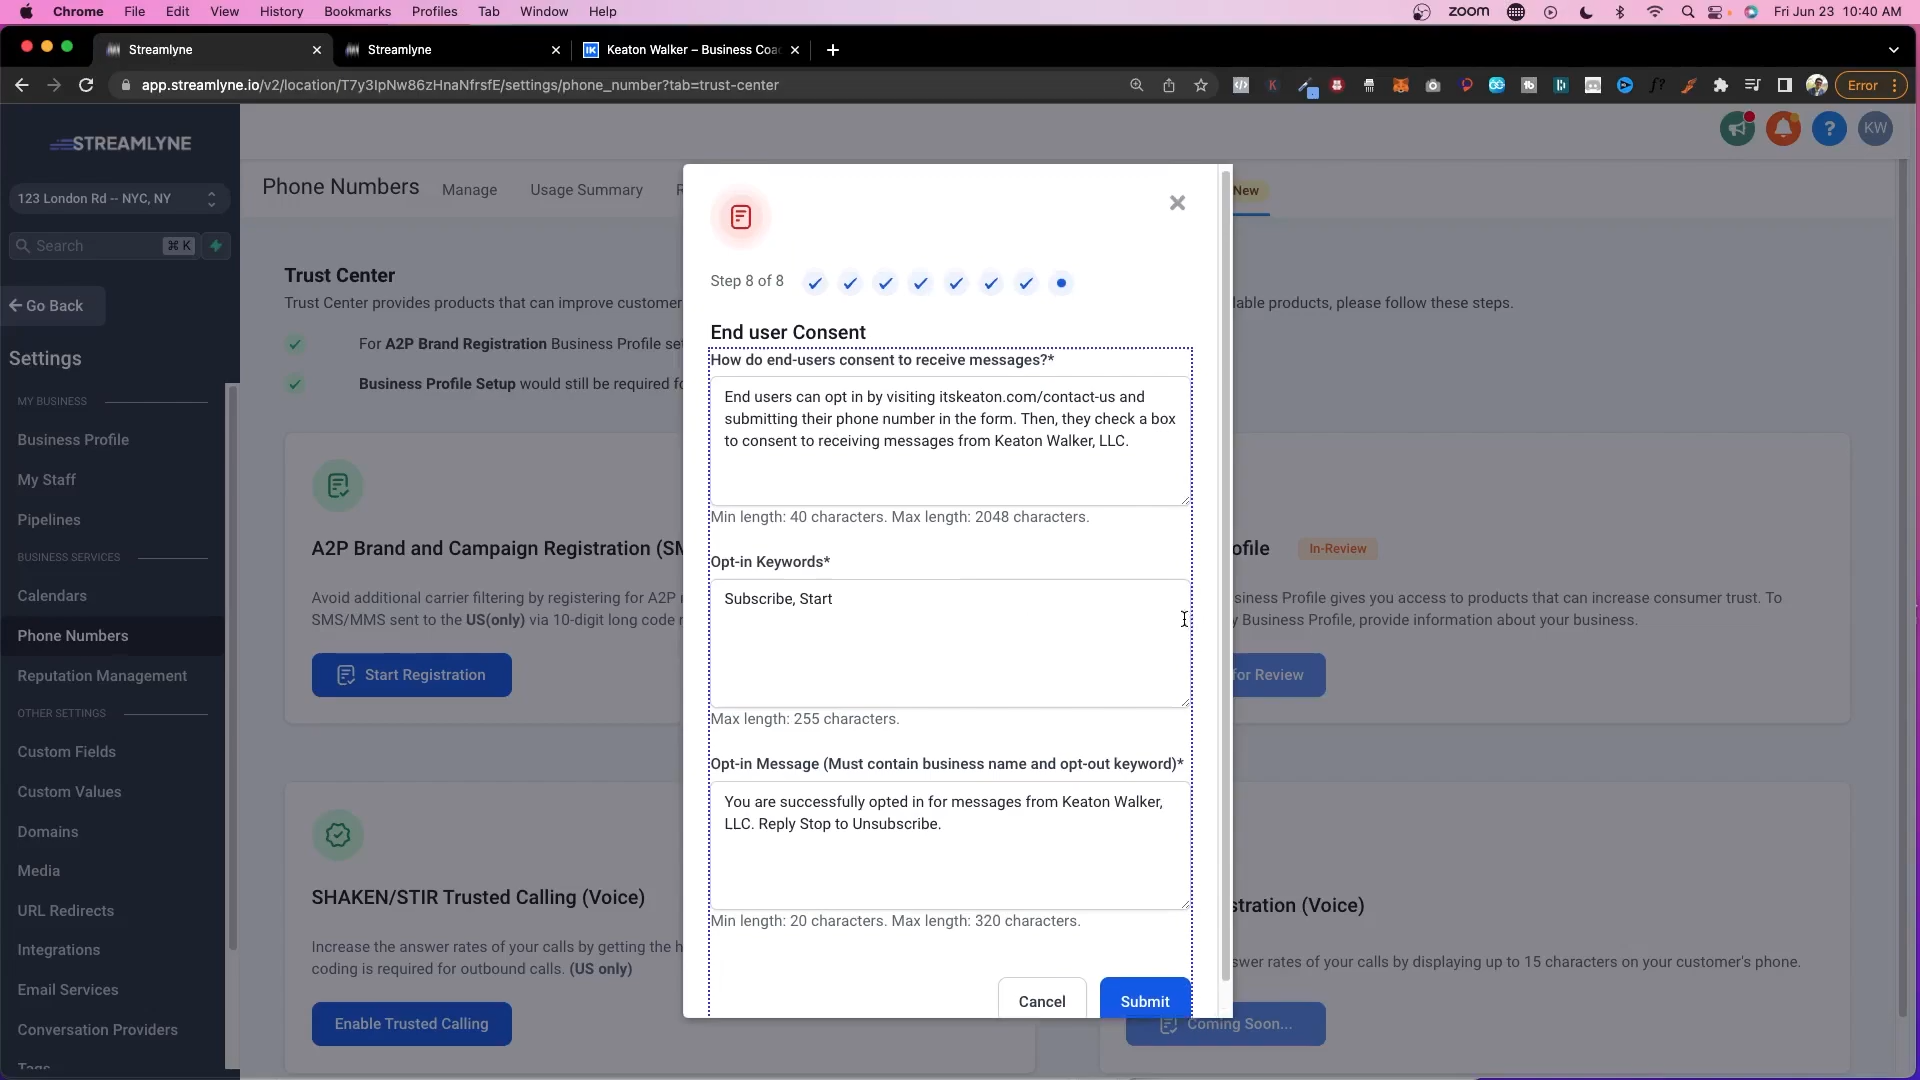 Chrome File Edit View History Bookmarks Profiles Tab Window Help
zoom Fri Jun 23 10:40 AM
Streamlyne
Streamlyne
Keaton Walker – Business Coa
app.streamlyne.io/v2/location/T7y3IpNw86zHnaNfrsfE/settings/phone_number?tab=trust-center
Error
STREAMLYNE
KW
123 London Rd -- NYC, NY
Search ⌘ K
Go Back
Settings
MY BUSINESS
Business Profile
My Staff
Pipelines
BUSINESS SERVICES
Calendars
Phone Numbers
Reputation Management
OTHER SETTINGS
Custom Fields
Custom Values
Domains
Media
URL Redirects
Integrations
Email Services
Conversation Providers
Tags
Phone Numbers Manage Usage Summary
New
Trust Center
Trust Center provides products that can improve customer
lable products, please follow these steps.
For A2P Brand Registration Business Profile se
Business Profile Setup would still be required f
A2P Brand and Campaign Registration (SM
Avoid additional carrier filtering by registering for A2P
SMS/MMS sent to the US(only) via 10-digit long code
Start Registration
ofile In-Review
siness Profile gives you access to products that can increase consumer trust. To
y Business Profile, provide information about your business.
for Review
SHAKEN/STIR Trusted Calling (Voice)
Increase the answer rates of your calls by getting the h
coding is required for outbound calls. (US only)
Enable Trusted Calling
stration (Voice)
swer rates of your calls by displaying up to 15 characters on your customer's phone.
Coming Soon...
Step 8 of 8
End user Consent
How do end-users consent to receive messages?*
End users can opt in by visiting itskeaton.com/contact-us and
submitting their phone number in the form. Then, they check a box
to consent to receiving messages from Keaton Walker, LLC.
Min length: 40 characters. Max length: 2048 characters.
Opt-in Keywords*
Subscribe, Start
Max length: 255 characters.
Opt-in Message (Must contain business name and opt-out keyword)*
You are successfully opted in for messages from Keaton Walker,
LLC. Reply Stop to Unsubscribe.
Min length: 20 characters. Max length: 320 characters.
Cancel
Submit